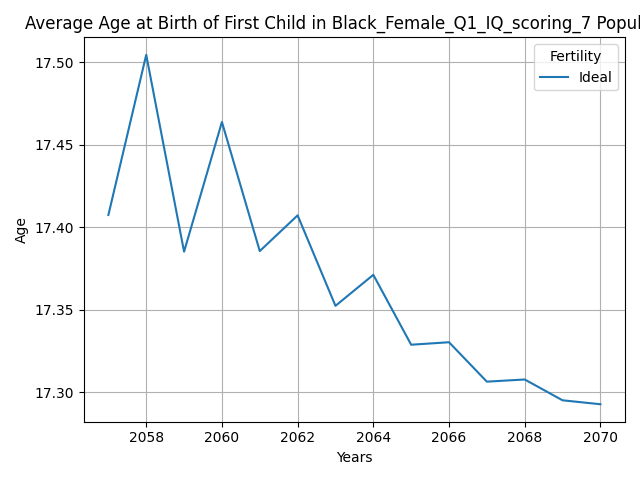 Average Age at Birth of First Child in Black_Female_Q1_IQ_scoring_7 Popul
Fertility
Ideal
17.50
17.45
17.40
17.35
17.30
Age
2058 2060 2062 2064 2066 2068 2070
Years